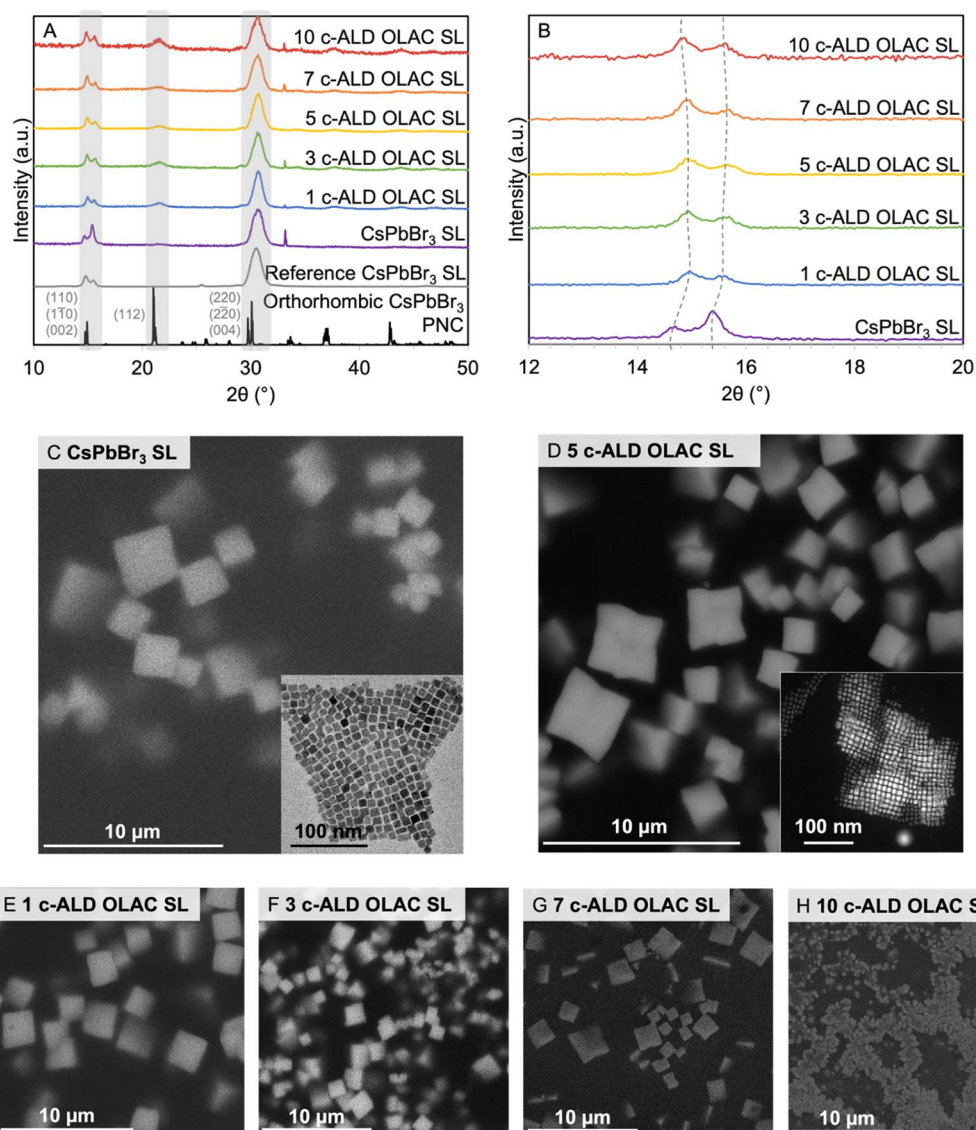 A
10 c-ALD OLAC SL
7 c-ALD OLAC SL
5 c-ALD OLAC SL
3 c-ALD OLAC SL
1 c-ALD OLAC SL
CsPbBr₃ SL
Reference CsPbBr₃ SL
(110)
(11̅0)
(002)
(112)
(220)
(22̅0)
(004)
Orthorhombic CsPbBr₃
PNC
Intensity (a.u.)
10 20 30 40 50
2θ (°)
B
10 c-ALD OLAC SL
7 c-ALD OLAC SL
5 c-ALD OLAC SL
3 c-ALD OLAC SL
1 c-ALD OLAC SL
CsPbBr₃ SL
Intensity (a.u.)
12 14 16 18 20
2θ (°)
C CsPbBr₃ SL
10 µm
100 nm
D 5 c-ALD OLAC SL
10 µm
100 nm
E 1 c-ALD OLAC SL
10 µm
F 3 c-ALD OLAC SL
10 µm
G 7 c-ALD OLAC SL
10 µm
H 10 c-ALD OLAC S
10 µm